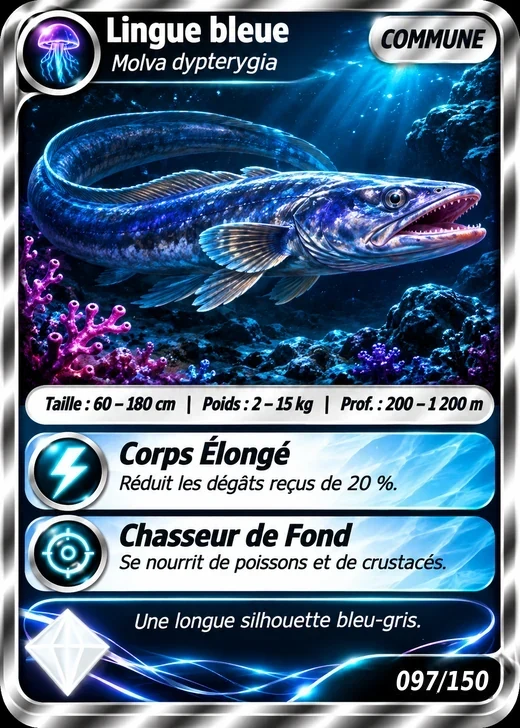 Lingue bleue
COMMUNE
Molva dypterygia
Taille : 60 – 180 cm | Poids : 2 – 15 kg | Prof. : 200 – 1 200 m
Corps Élongé
Réduit les dégâts reçus de 20 %.
Chasseur de Fond
Se nourrit de poissons et de crustacés.
Une longue silhouette bleu-gris.
097/150